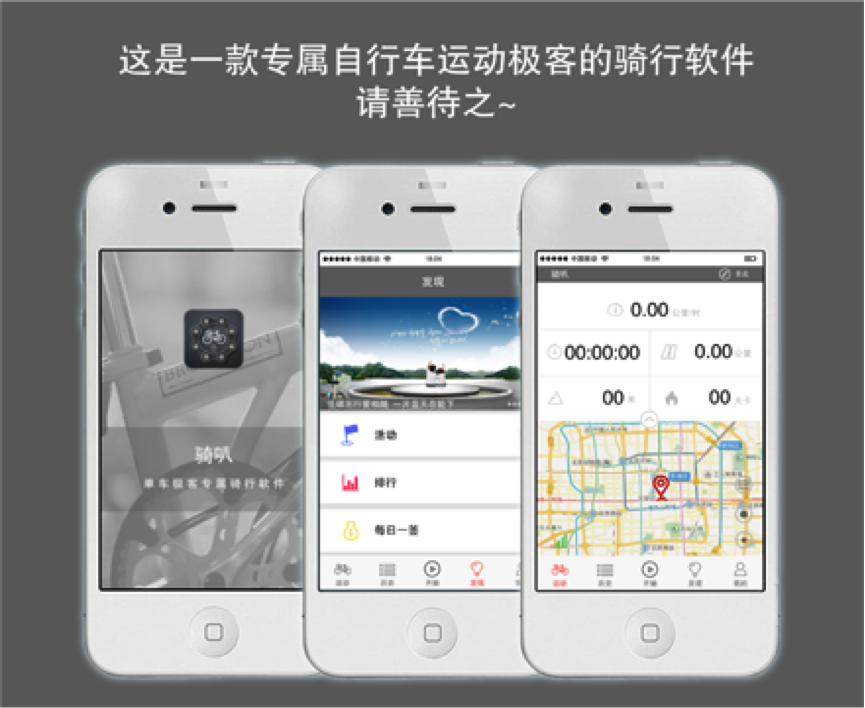 这是一款专属自行车运动极客的骑行软件
请善待之~
骑叭
单车极客专属骑行软件
中国移动
18:04
发现
活动
排行
每日一签
运动
历史
开始
发现
中国移动
18:04
骑叭
0.00 公里/时
00:00:00
0.00 公里
00 米
00 大卡
运动
历史
开始
发现
我的